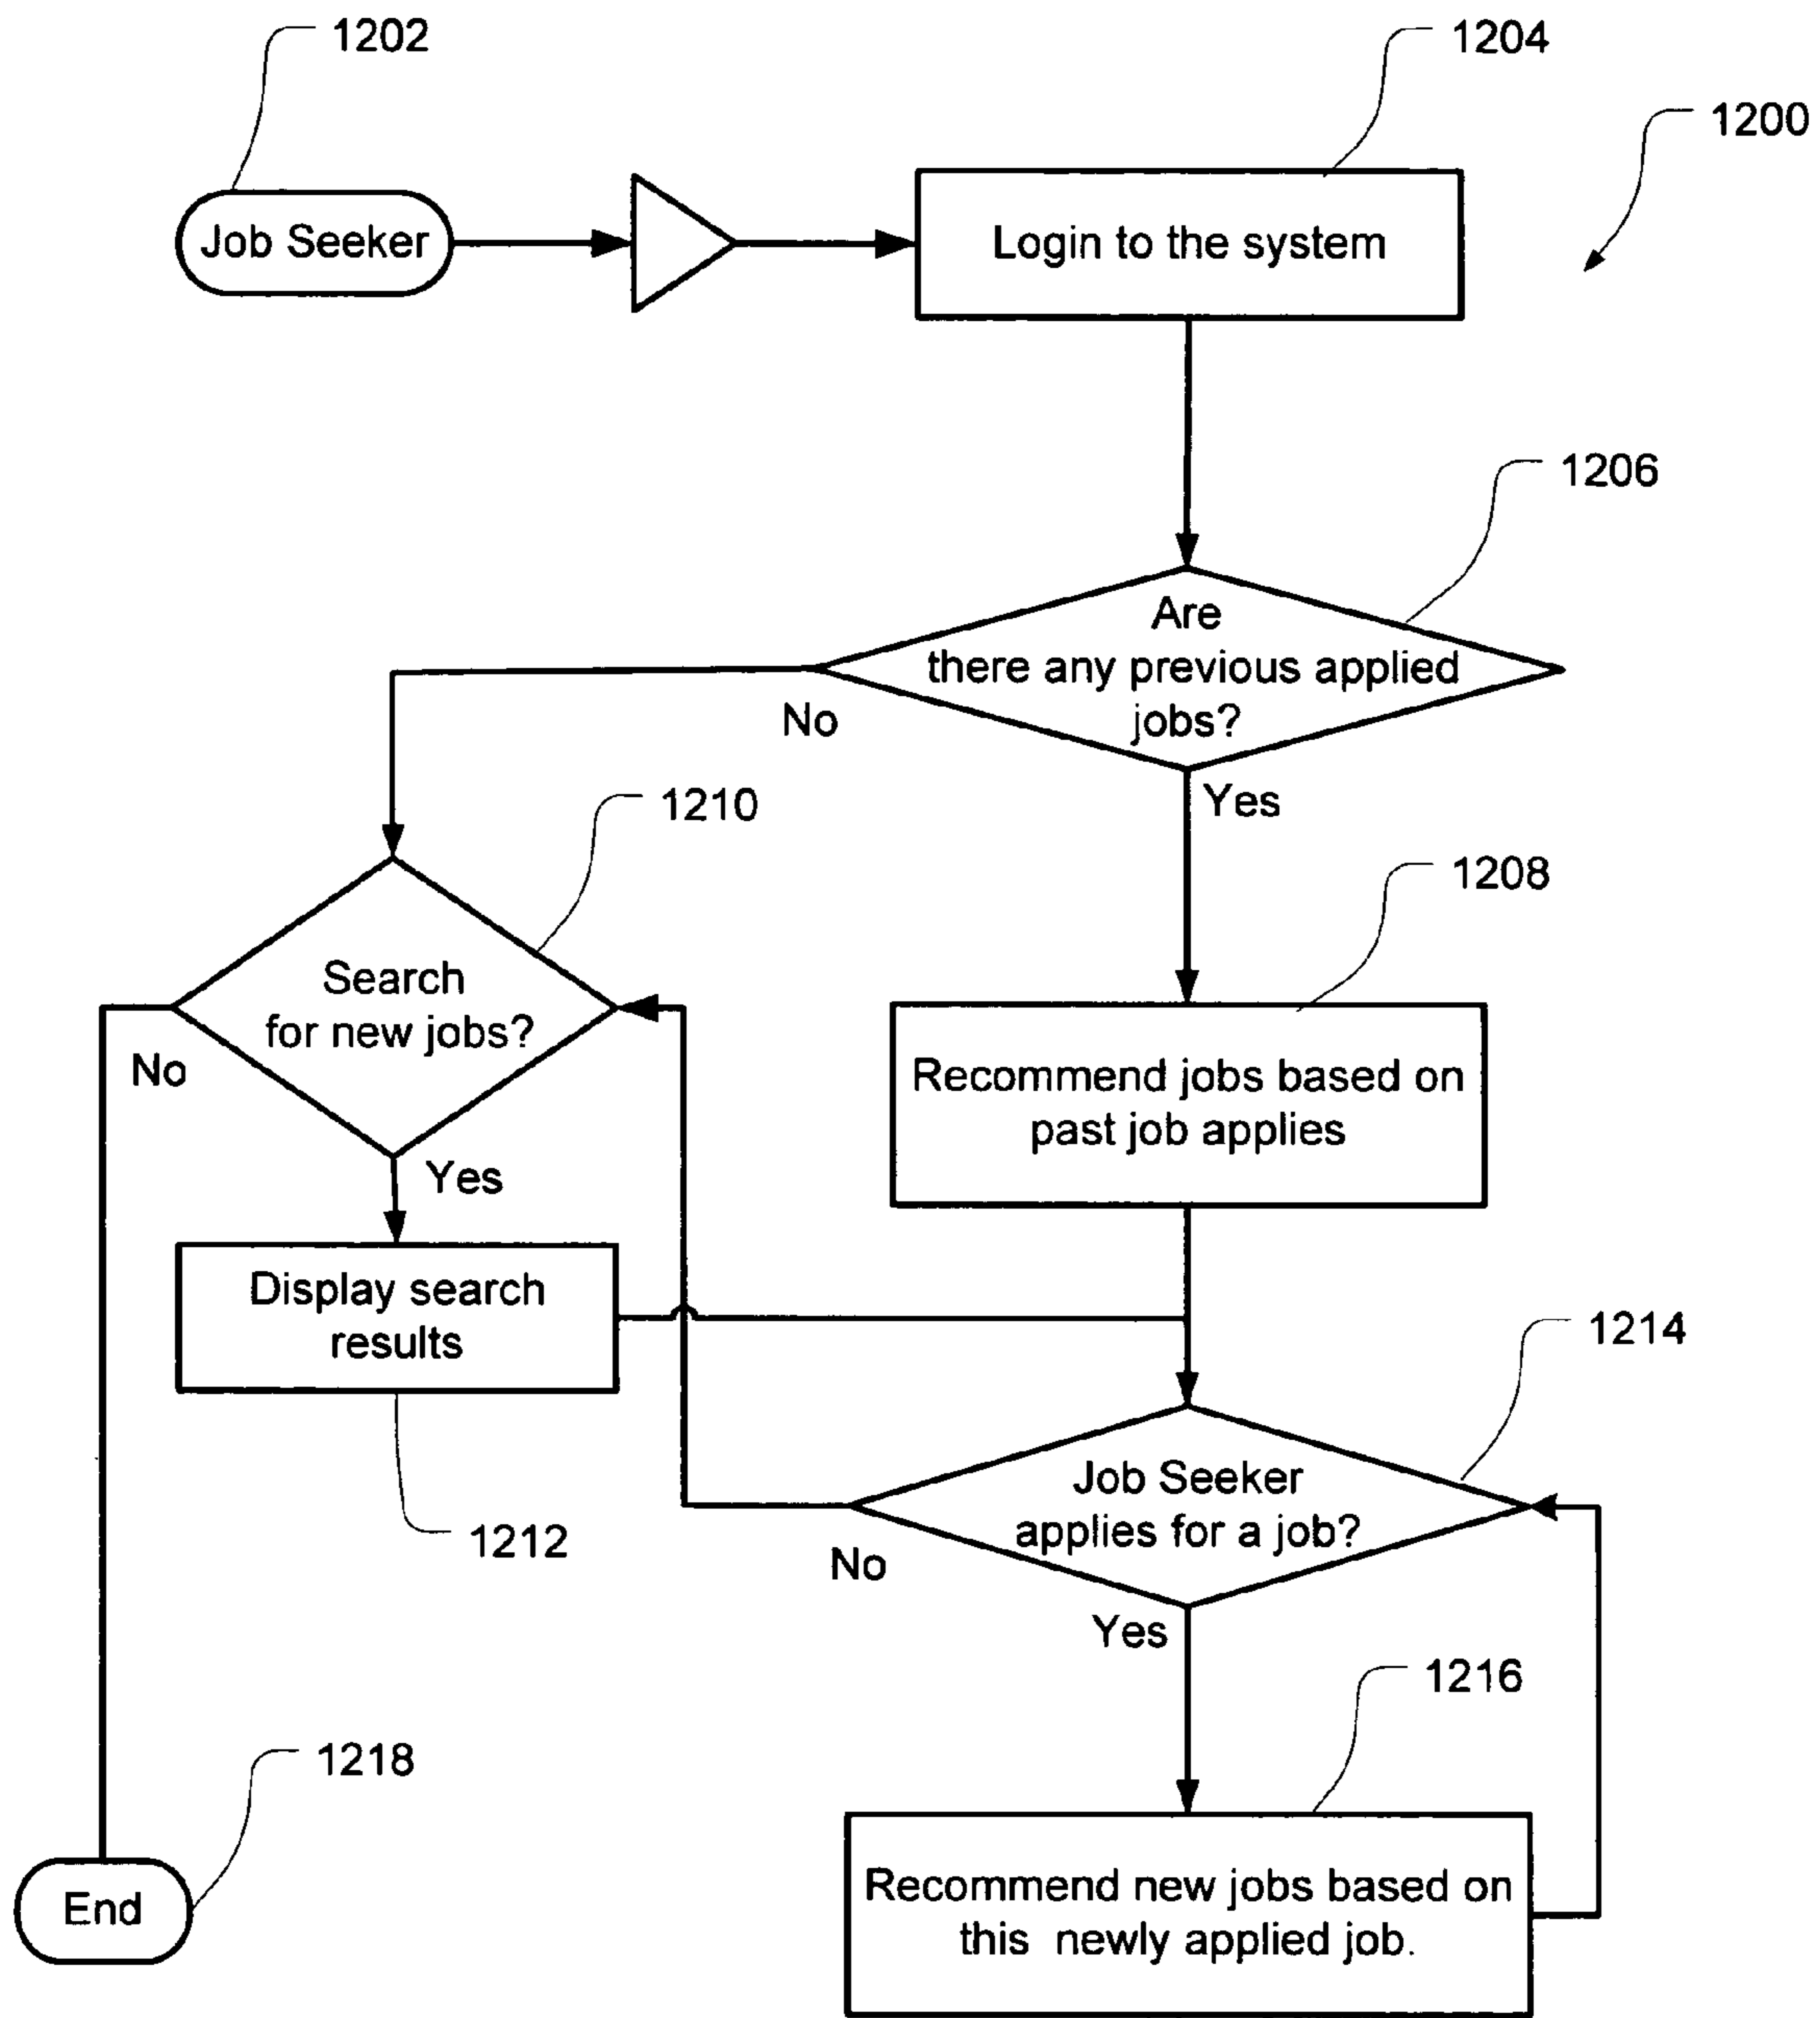 1202
1204
1200
Job Seeker
Login to the system
1206
Are
there any previous applied
jobs?
No
Yes
1210
1208
Search
for new jobs?
No
Yes
Recommend jobs based on
past job applies
Display search
results
1212
1214
Job Seeker
applies for a job?
No
Yes
1216
1218
End
Recommend new jobs based on
this newly applied job.